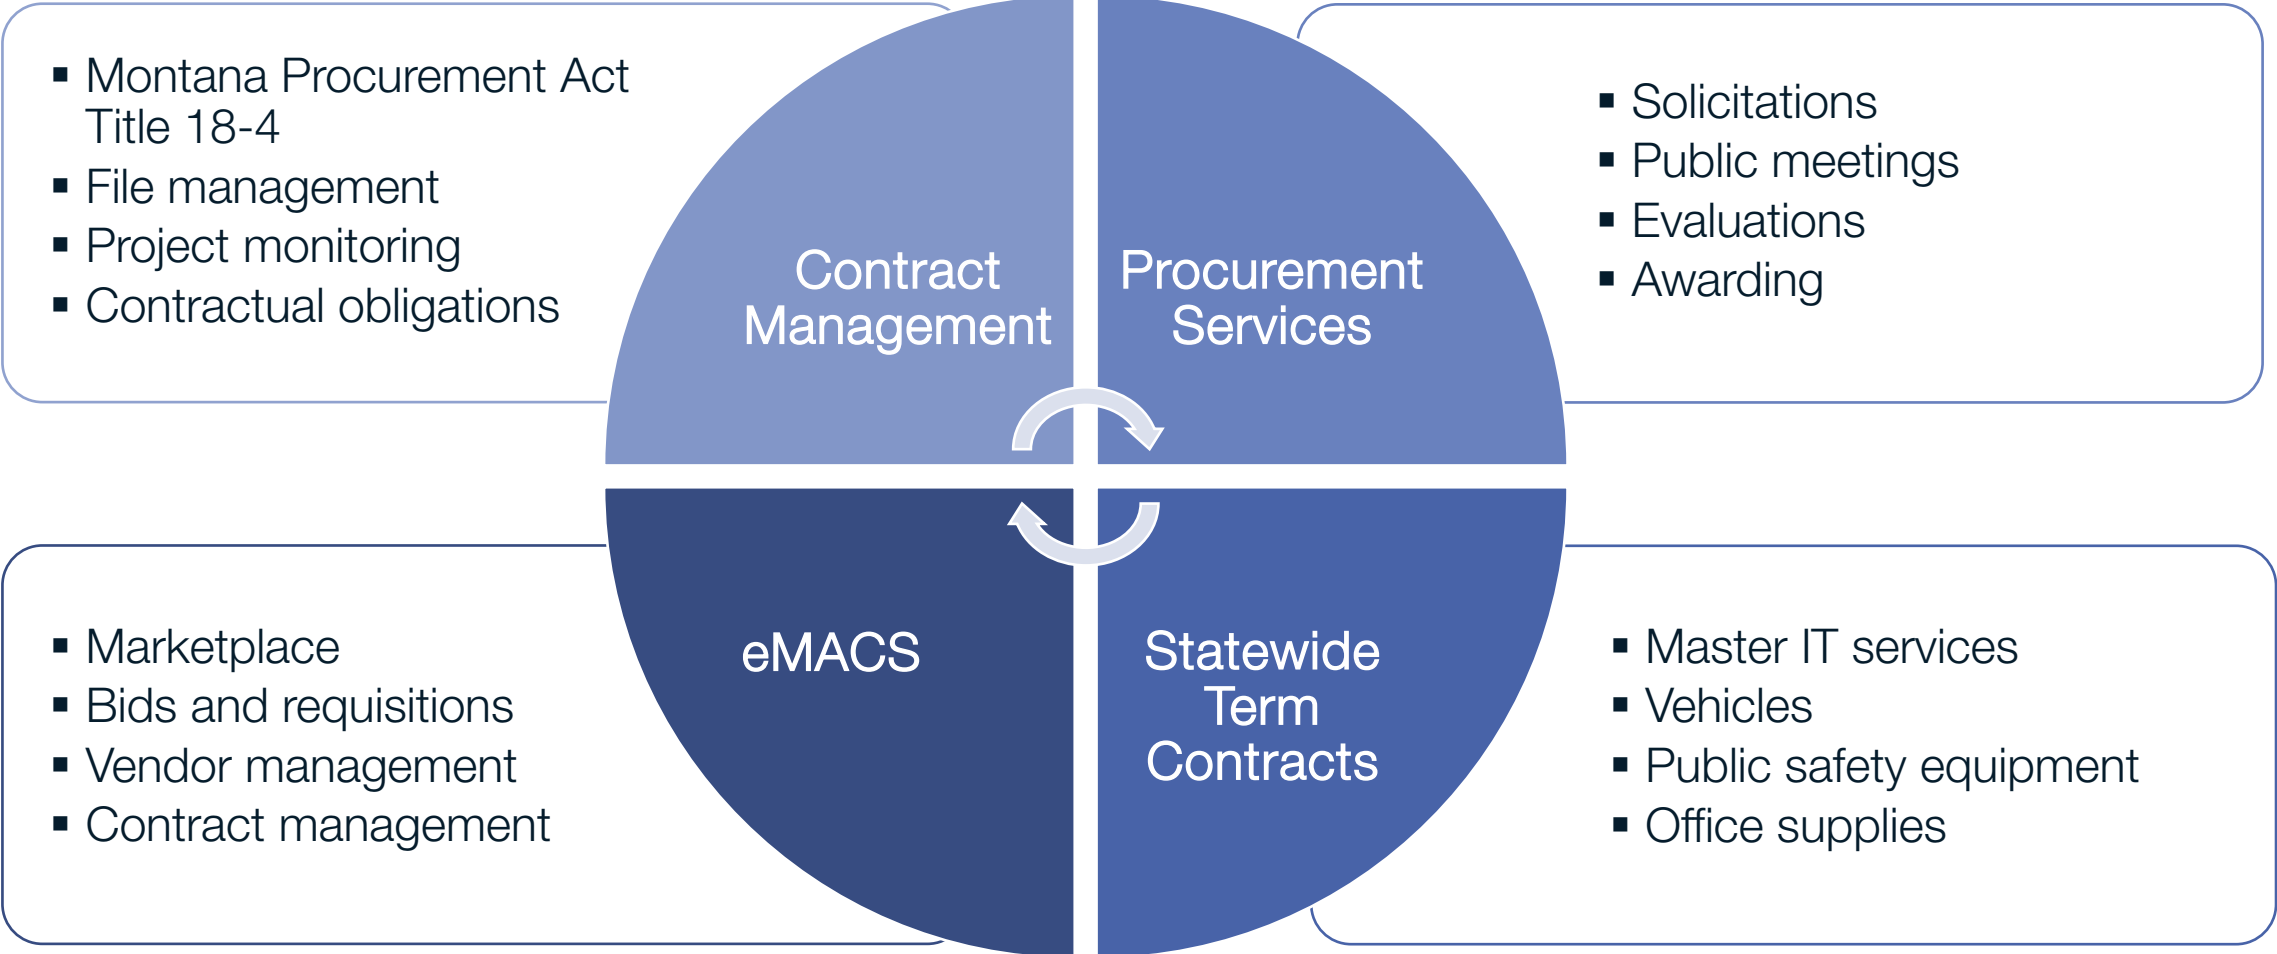 ▪ Montana Procurement Act
Title 18-4
▪ File management
▪ Project monitoring
▪ Contractual obligations
Contract
Management
Procurement
Services
▪ Solicitations
▪ Public meetings
▪ Evaluations
▪ Awarding
▪ Marketplace
▪ Bids and requisitions
▪ Vendor management
▪ Contract management
eMACS
Statewide
Term
Contracts
▪ Master IT services
▪ Vehicles
▪ Public safety equipment
▪ Office supplies